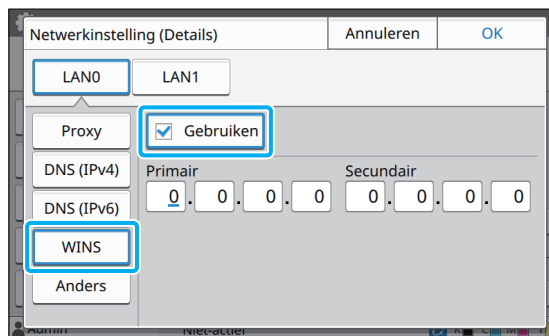 Netwerkinstelling (Details) Annuleren OK
LAN0 LAN1
Proxy Gebruiken
DNS (IPv4) Primair Secundair
0 . 0 . 0 . 0 0 . 0 . 0 . 0
DNS (IPv6)
WINS
Anders
Admin Niet-actief